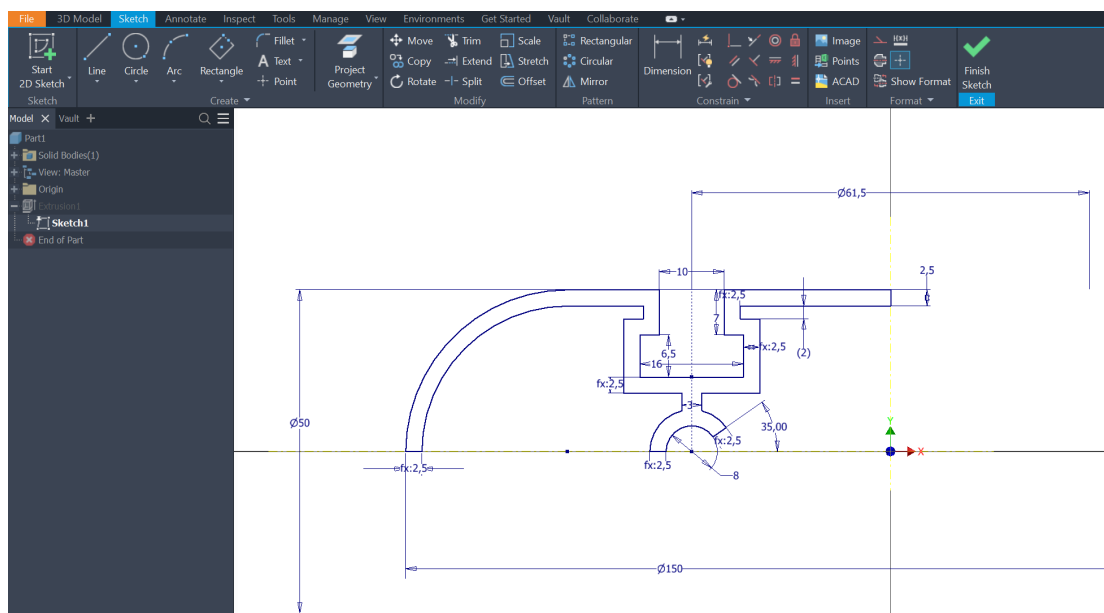 File 3D Model Sketch Annotate Inspect Tools Manage View Environments Get Started Vault Collaborate
Start 2D Sketch
Line
Circle
Arc
Rectangle
Fillet
Text
Point
Project Geometry
Move
Copy
Rotate
Trim
Extend
Split
Scale
Stretch
Offset
Rectangular
Circular
Mirror
Dimension
Image
Points
ACAD
Show Format
Finish Sketch
Sketch Create Modify Pattern Constrain Insert Format Exit
Model Vault
Part1
Solid Bodies(1)
View: Master
Origin
Extrusion1
Sketch1
End of Part
Ø61,5
10
2,5
fx:2,5
7
6,5
fx:2,5
16
(2)
fx:2,5
3
35,00
Ø50
fx:2,5
fx:2,5
fx:2,5
8
Y
X
Ø150